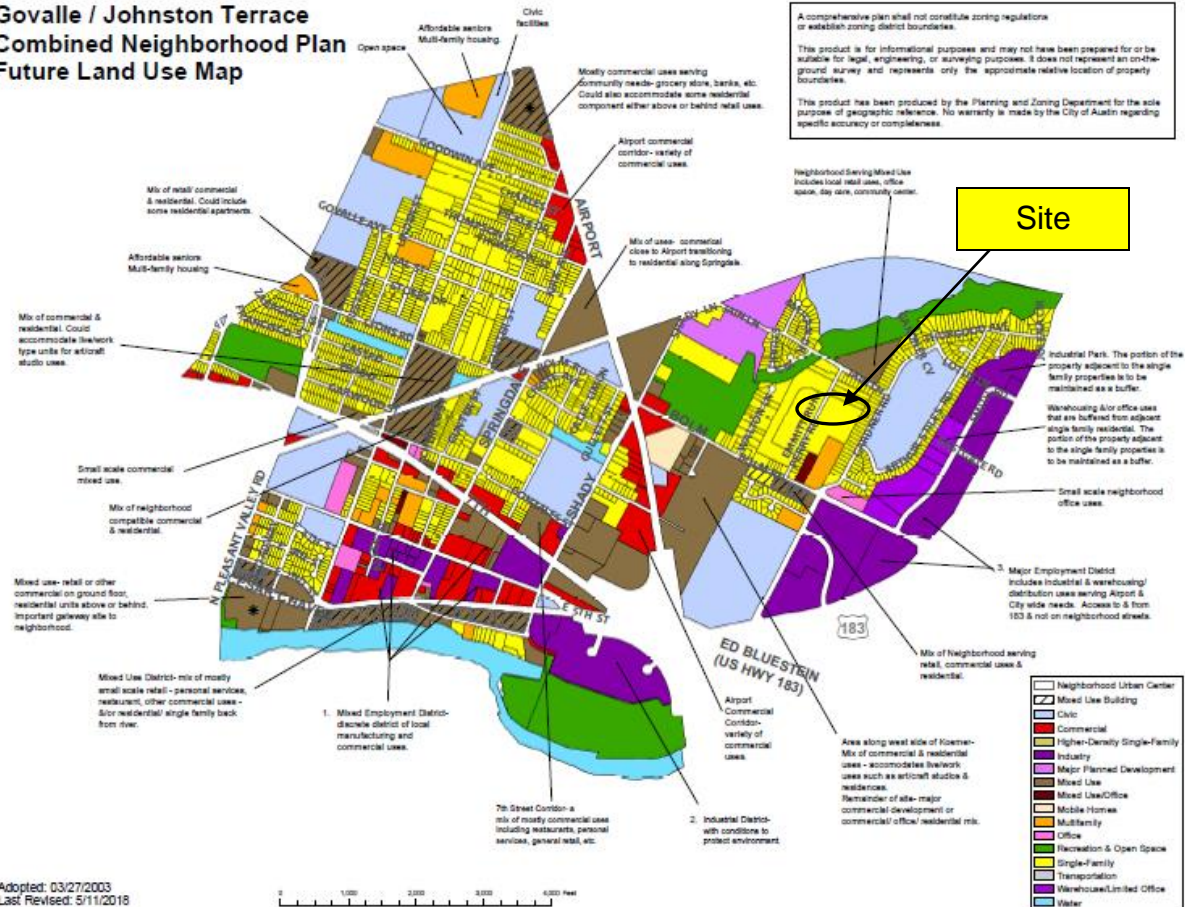 Govalle / Johnston Terrace
Combined Neighborhood Plan
Future Land Use Map
A comprehensive plan shall not constitute zoning regulations
or establish zoning district boundaries.
This product is for informational purposes and may not have been prepared for or be
suitable for legal, engineering, or surveying purposes. It does not represent an on-the-
ground survey and represents only the approximate relative location of property
boundaries.
This product has been produced by the Planning and Zoning Department for the sole
purpose of geographic reference. No warranty is made by the City of Austin regarding
specific accuracy or completeness.
Open space
Affordable seniors
Multi-family housing.
Civic
facilities
Mostly commercial uses serving
community needs- grocery store, banks, etc.
Could also accommodate some residential
component either above or behind retail uses.
Airport commercial
corridor- variety of
commercial uses.
Neighborhood Serving Mixed Use
Includes local retail uses, office
space, day care, community center.
Site
Mix of retail/ commercial
& residential. Could include
some residential apartments.
Mix of uses- commerical
close to Airport transitioning
to residential along Springdale.
Affordable seniors
Multi-family housing
Mix of commercial &
residential. Could
accommodate live/work
type units for art/craft
studio uses.
Industrial Park. The portion of the
property adjacent to the single
family properties is to be
maintained as a buffer.
Warehousing &/or office uses
that are buffered from adjacent
single family residential. The
portion of the property adjacent
to the single family properties is
to be maintained as a buffer.
Small scale neighborhood
office uses.
Small scale commercial
mixed use.
Mix of neighborhood
compatible commercial
& residential.
3. Major Employment District
includes industrial & warehousing/
distribution uses serving Airport &
City wide needs. Access to & from
183 & not on neighborhood streets.
Mixed use- retail or other
commercial on ground floor,
residential units above or behind.
Important gateway site to
neighborhood.
Mix of Neighborhood serving
retail, commercial uses &
residential.
Mixed Use District- mix of mostly
small scale retail - personal services,
restaurant, other commercial uses -
&/or residential/ single family back
from river.
1. Mixed Employment District-
discrete district of local
manufacturing and
commercial uses.
Airport
Commercial
Corridor-
variety of
commercial
uses.
Area along west side of Koerner-
Mix of commercial & residential
uses - accomodates live/work
uses such as art/craft studios &
residences.
Remainder of site- major
commercial development or
commercial/ office/ residential mix.
7th Street Corridor- a
mix of mostly commercial uses
including restaurants, personal
services, general retail, etc.
2. Industrial District-
with conditions to
protect environment.
GOODWIN AVE
GOVALLE AVE
AIRPORT
SPRINGDALE
BOLM
SHADY
N PLEASANT VALLEY RD
E 5TH ST
ED BLUESTEIN
(US HWY 183)
183
Neighborhood Urban Center
Mixed Use Building
Civic
Commercial
Higher-Density Single-Family
Industry
Major Planned Development
Mixed Use
Mixed Use/Office
Mobile Homes
Multifamily
Office
Recreation & Open Space
Single-Family
Transportation
Warehouse/Limited Office
Water
Adopted: 03/27/2003
Last Revised: 5/11/2018
0 1,000 2,000 3,000 4,000 Feet